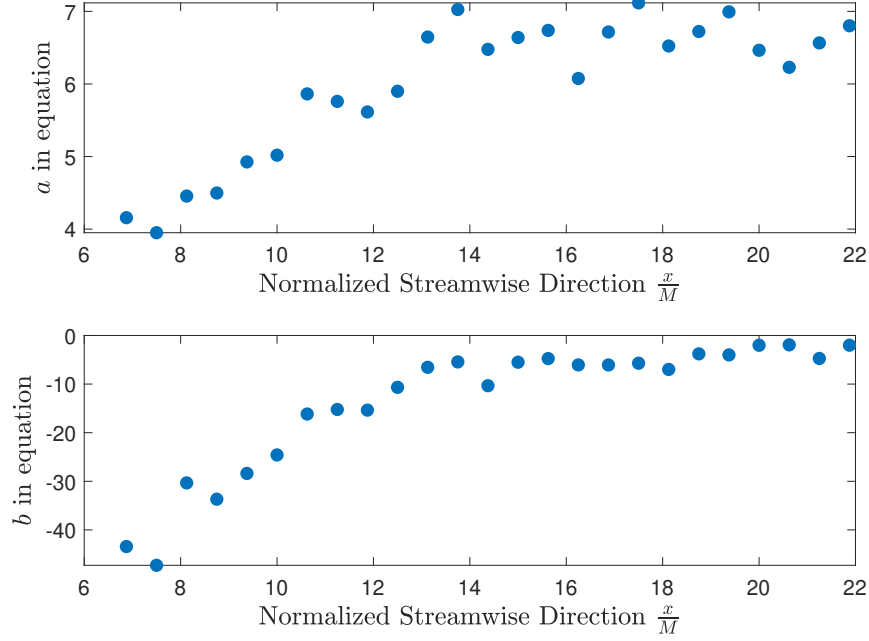 7
6
5
4
a in equation
6 8 10 12 14 16 18 20 22
Normalized Streamwise Direction x/M
0
-10
-20
-30
-40
b in equation
6 8 10 12 14 16 18 20 22
Normalized Streamwise Direction x/M